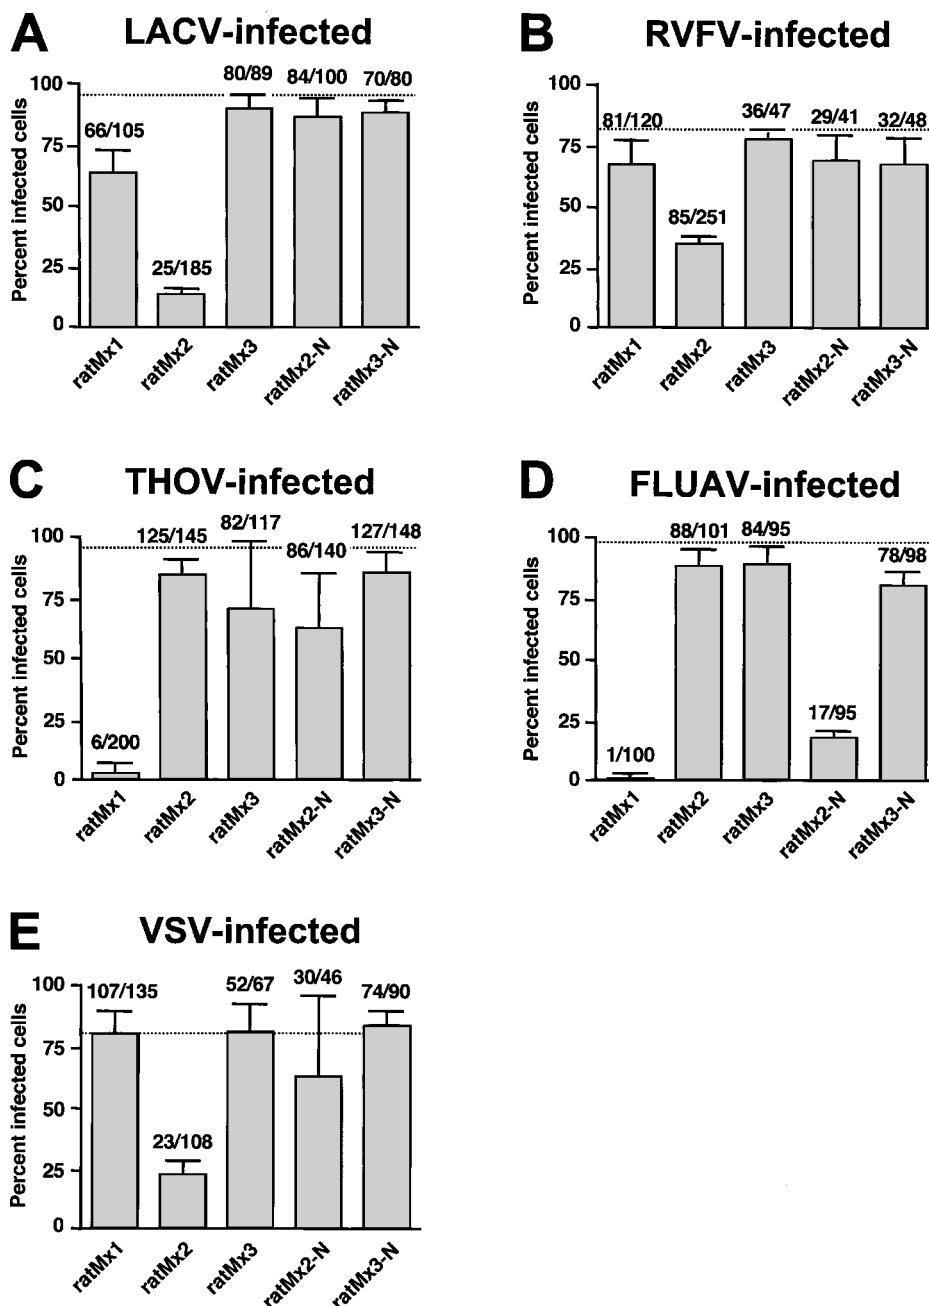 A LACV-infected
Percent infected cells
100
75
50
25
0
66/105
25/185
80/89
84/100
70/80
ratMx1
ratMx2
ratMx3
ratMx2-N
ratMx3-N
B RVFV-infected
Percent infected cells
100
75
50
25
0
81/120
85/251
36/47
29/41
32/48
ratMx1
ratMx2
ratMx3
ratMx2-N
ratMx3-N
C THOV-infected
Percent infected cells
100
75
50
25
0
6/200
125/145
82/117
86/140
127/148
ratMx1
ratMx2
ratMx3
ratMx2-N
ratMx3-N
D FLUAV-infected
Percent infected cells
100
75
50
25
0
1/100
88/101
84/95
17/95
78/98
ratMx1
ratMx2
ratMx3
ratMx2-N
ratMx3-N
E VSV-infected
Percent infected cells
100
75
50
25
0
107/135
23/108
52/67
30/46
74/90
ratMx1
ratMx2
ratMx3
ratMx2-N
ratMx3-N